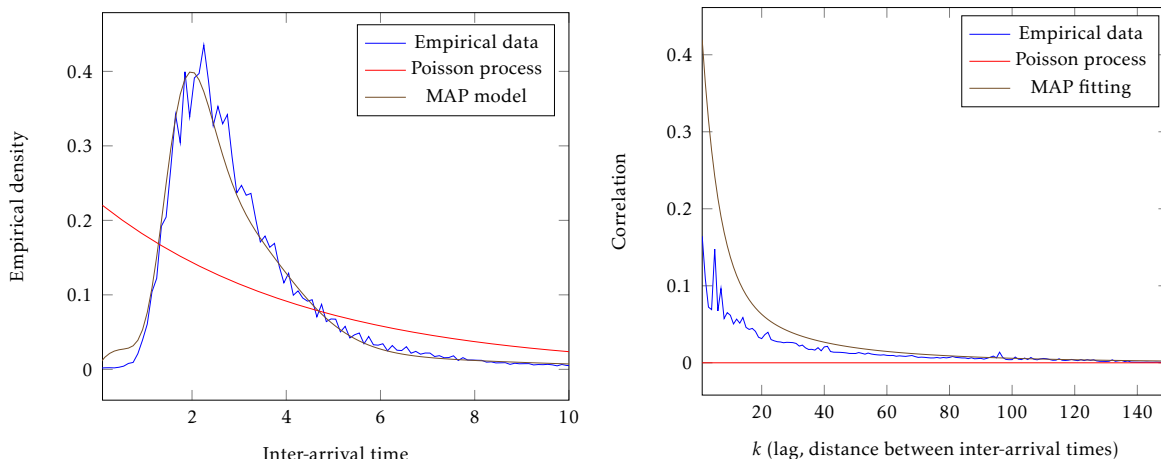 Empirical data
Poisson process
MAP model
0.4
0.3
0.2
0.1
0
2
4
6
8
10
Empirical density
Inter-arrival time
Empirical data
Poisson process
MAP fitting
0.4
0.3
0.2
0.1
0
20
40
60
80
100
120
140
Correlation
k (lag, distance between inter-arrival times)